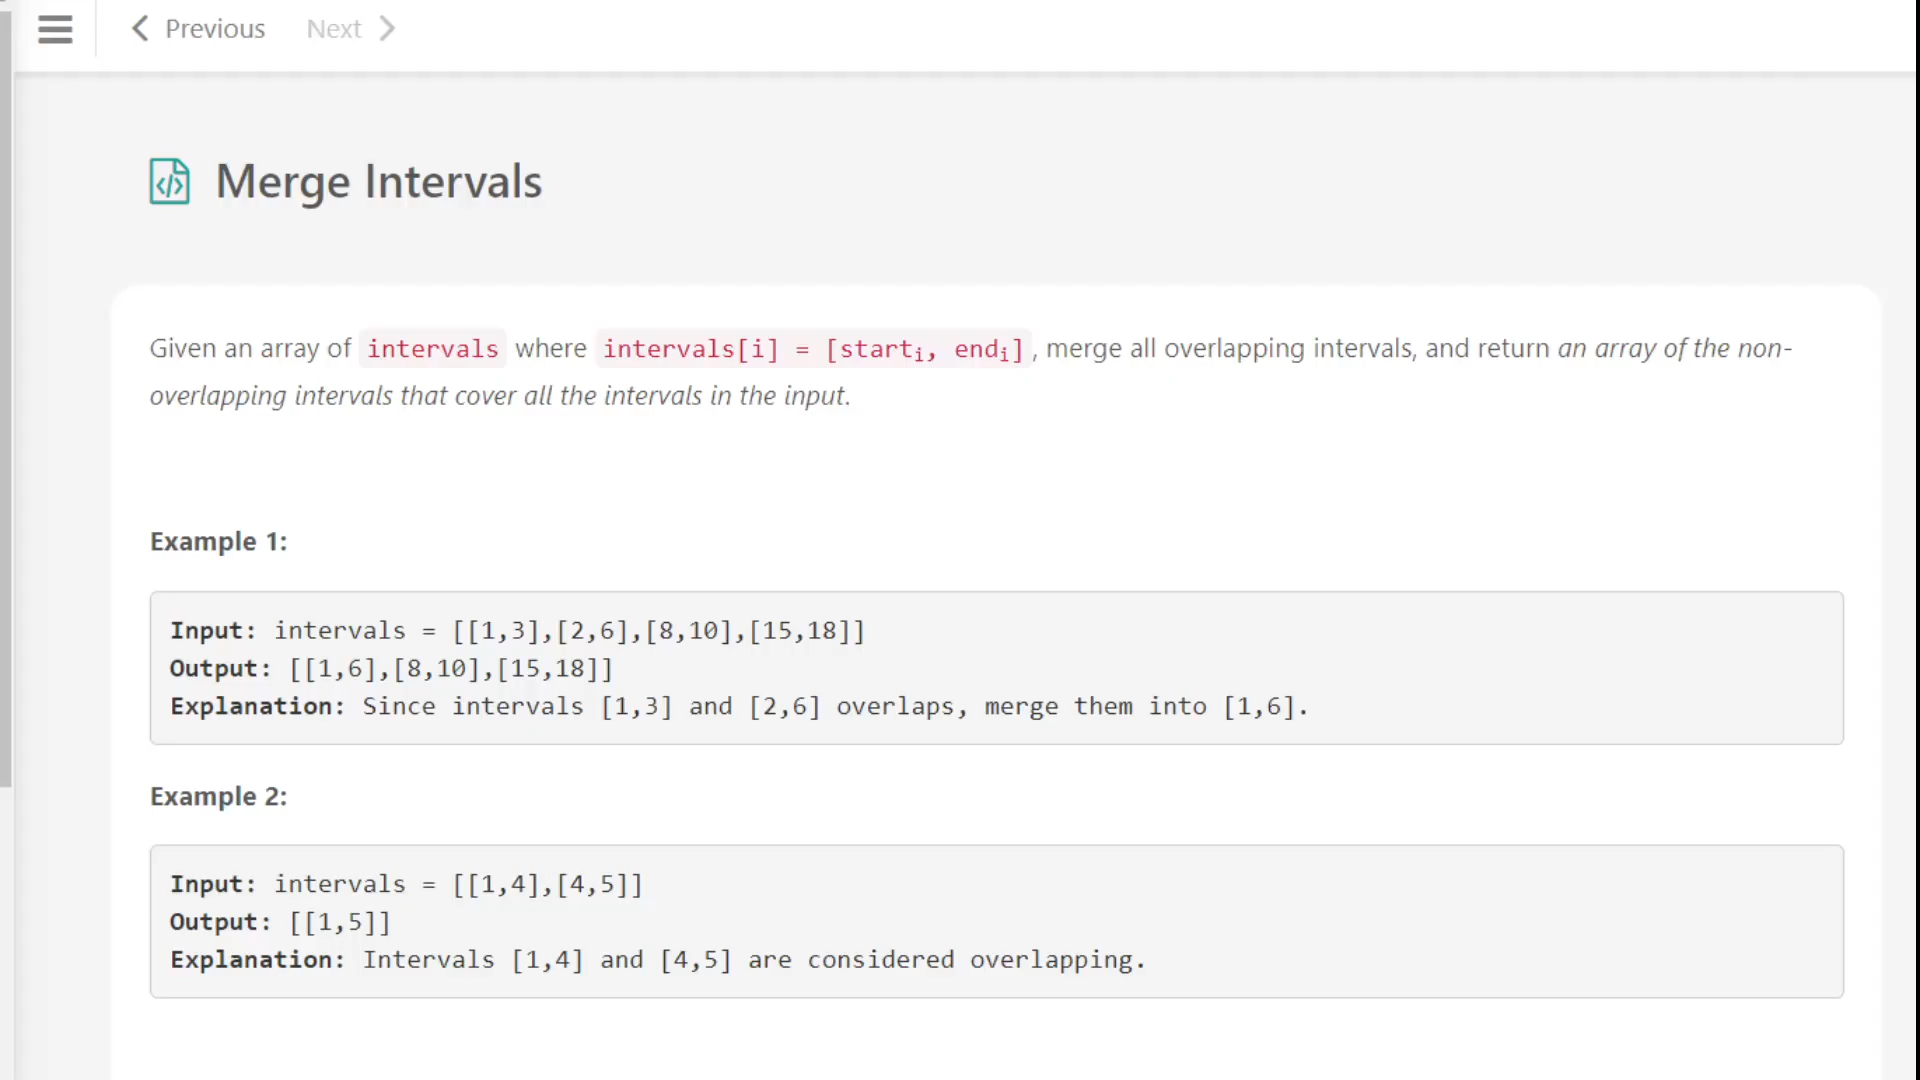 Previous Next
Merge Intervals
Given an array of intervals where intervals[i] = [starti, endi], merge all overlapping intervals, and return an array of the non-
overlapping intervals that cover all the intervals in the input.
Example 1:
Input: intervals = [[1,3],[2,6],[8,10],[15,18]]
Output: [[1,6],[8,10],[15,18]]
Explanation: Since intervals [1,3] and [2,6] overlaps, merge them into [1,6].
Example 2:
Input: intervals = [[1,4],[4,5]]
Output: [[1,5]]
Explanation: Intervals [1,4] and [4,5] are considered overlapping.